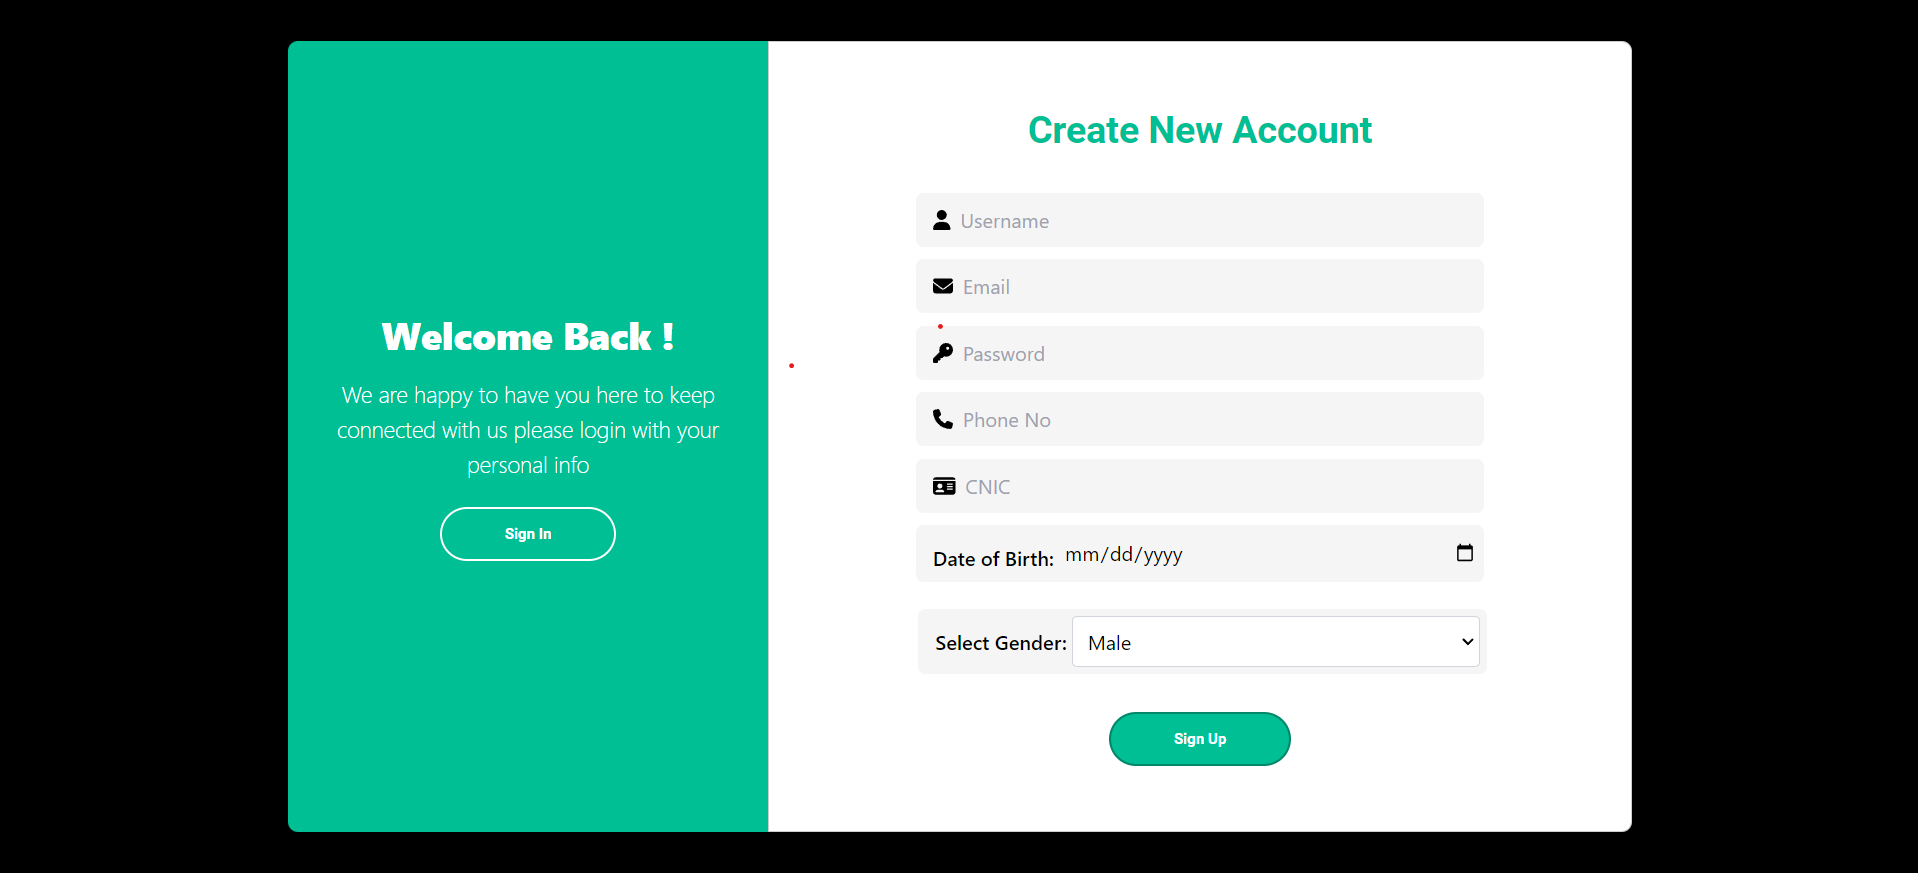 Welcome Back !
We are happy to have you here to keep
connected with us please login with your
personal info
Sign In
Create New Account
Username
Email
Password
Phone No
CNIC
Date of Birth: mm/dd/yyyy
Select Gender: Male
Sign Up